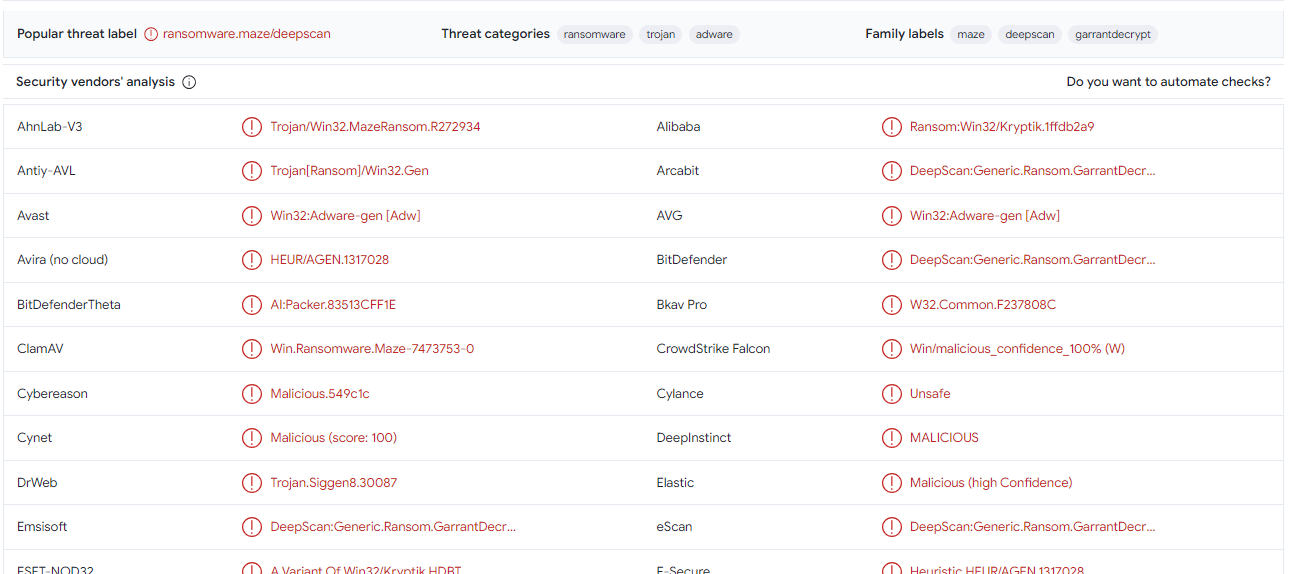 Popular threat label ransomware.maze/deepscan Threat categories ransomware trojan adware Family labels maze deepscan garrantdecrypt
Security vendors' analysis Do you want to automate checks?
AhnLab-V3 Trojan/Win32.MazeRansom.R272934 Alibaba Ransom:Win32/Kryptik.1ffdb2a9
Antiy-AVL Trojan[Ransom]/Win32.Gen Arcabit DeepScan:Generic.Ransom.GarrantDecr...
Avast Win32:Adware-gen [Adw] AVG Win32:Adware-gen [Adw]
Avira (no cloud) HEUR/AGEN.1317028 BitDefender DeepScan:Generic.Ransom.GarrantDecr...
BitDefenderTheta AI:Packer.83513CFF1E Bkav Pro W32.Common.F237808C
ClamAV Win.Ransomware.Maze-7473753-0 CrowdStrike Falcon Win/malicious_confidence_100% (W)
Cybereason Malicious.549c1c Cylance Unsafe
Cynet Malicious (score: 100) DeepInstinct MALICIOUS
DrWeb Trojan.Siggen8.30087 Elastic Malicious (high Confidence)
Emsisoft DeepScan:Generic.Ransom.GarrantDecr... eScan DeepScan:Generic.Ransom.GarrantDecr...
ESET-NOD32 A Variant Of Win32/Kryptik.HDBT F-Secure Heuristic.HEUR/AGEN.1317028